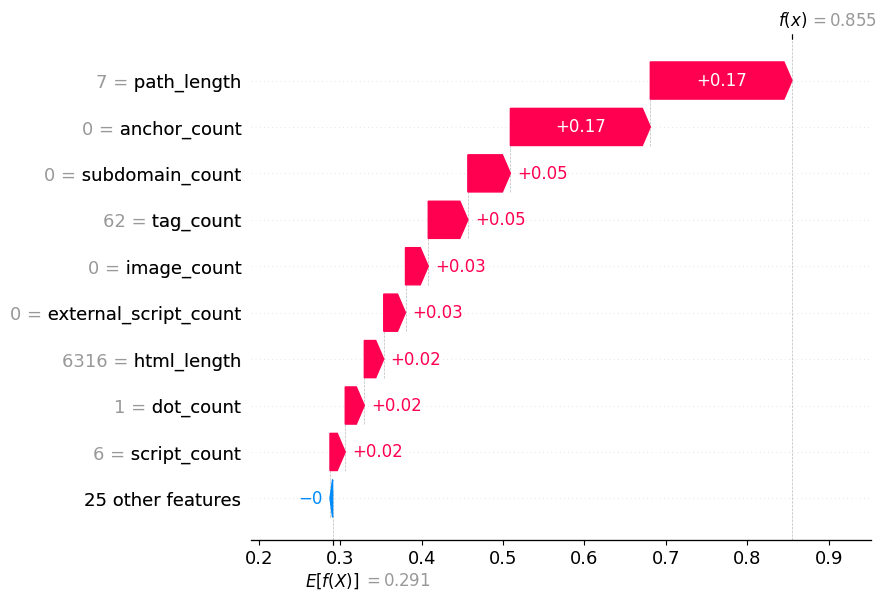 f(x) = 0.855
7 = path_length
+0.17
0 = anchor_count
+0.17
0 = subdomain_count
+0.05
62 = tag_count
+0.05
0 = image_count
+0.03
0 = external_script_count
+0.03
6316 = html_length
+0.02
1 = dot_count
+0.02
6 = script_count
+0.02
25 other features
−0
0.2 0.3 0.4 0.5 0.6 0.7 0.8 0.9
E[f(X)] = 0.291